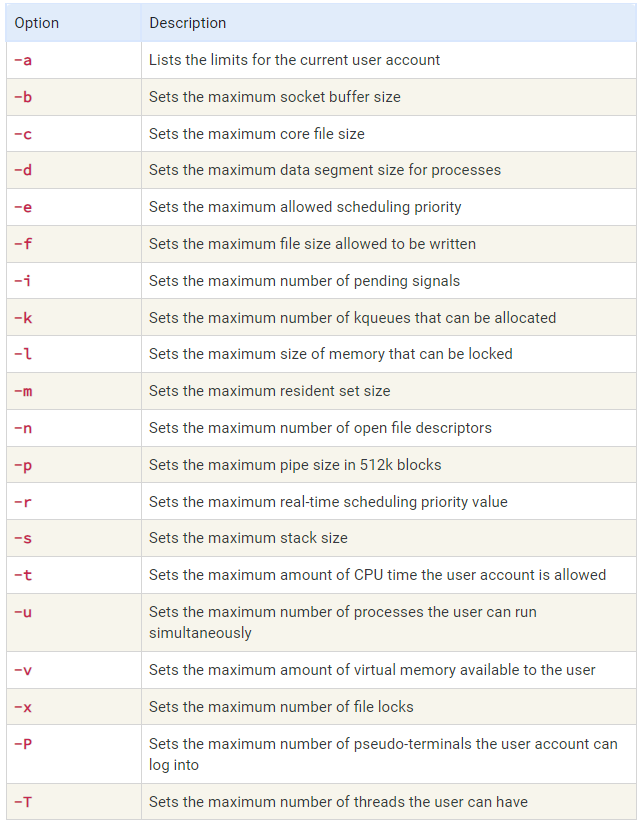 Option Description
-a Lists the limits for the current user account
-b Sets the maximum socket buffer size
-c Sets the maximum core file size
-d Sets the maximum data segment size for processes
-e Sets the maximum allowed scheduling priority
-f Sets the maximum file size allowed to be written
-i Sets the maximum number of pending signals
-k Sets the maximum number of kqueues that can be allocated
-l Sets the maximum size of memory that can be locked
-m Sets the maximum resident set size
-n Sets the maximum number of open file descriptors
-p Sets the maximum pipe size in 512k blocks
-r Sets the maximum real-time scheduling priority value
-s Sets the maximum stack size
-t Sets the maximum amount of CPU time the user account is allowed
-u Sets the maximum number of processes the user can run
simultaneously
-v Sets the maximum amount of virtual memory available to the user
-x Sets the maximum number of file locks
-P Sets the maximum number of pseudo-terminals the user account can
log into
-T Sets the maximum number of threads the user can have